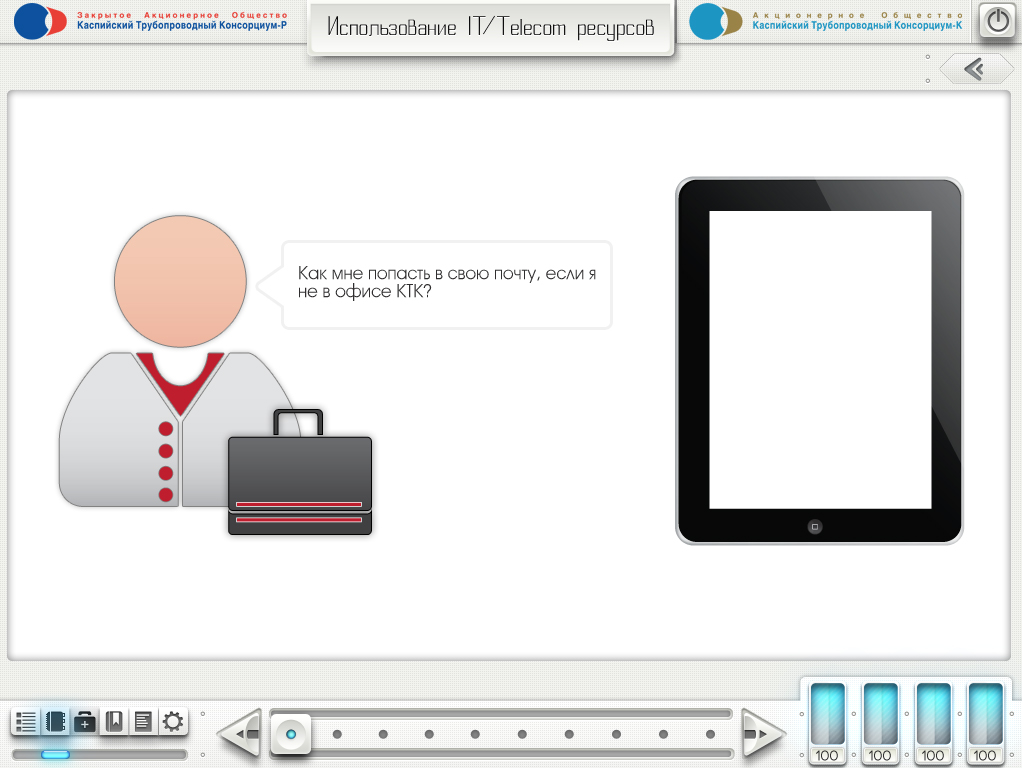 Закрытое Акционерное Общество
Каспийский Трубопроводный Консорциум-Р
Использование IT/Telecom ресурсов
Акционерное Общество
Каспийский Трубопроводный Консорциум-К
Как мне попасть в свою почту, если я
не в офисе КТК?
100 100 100 100